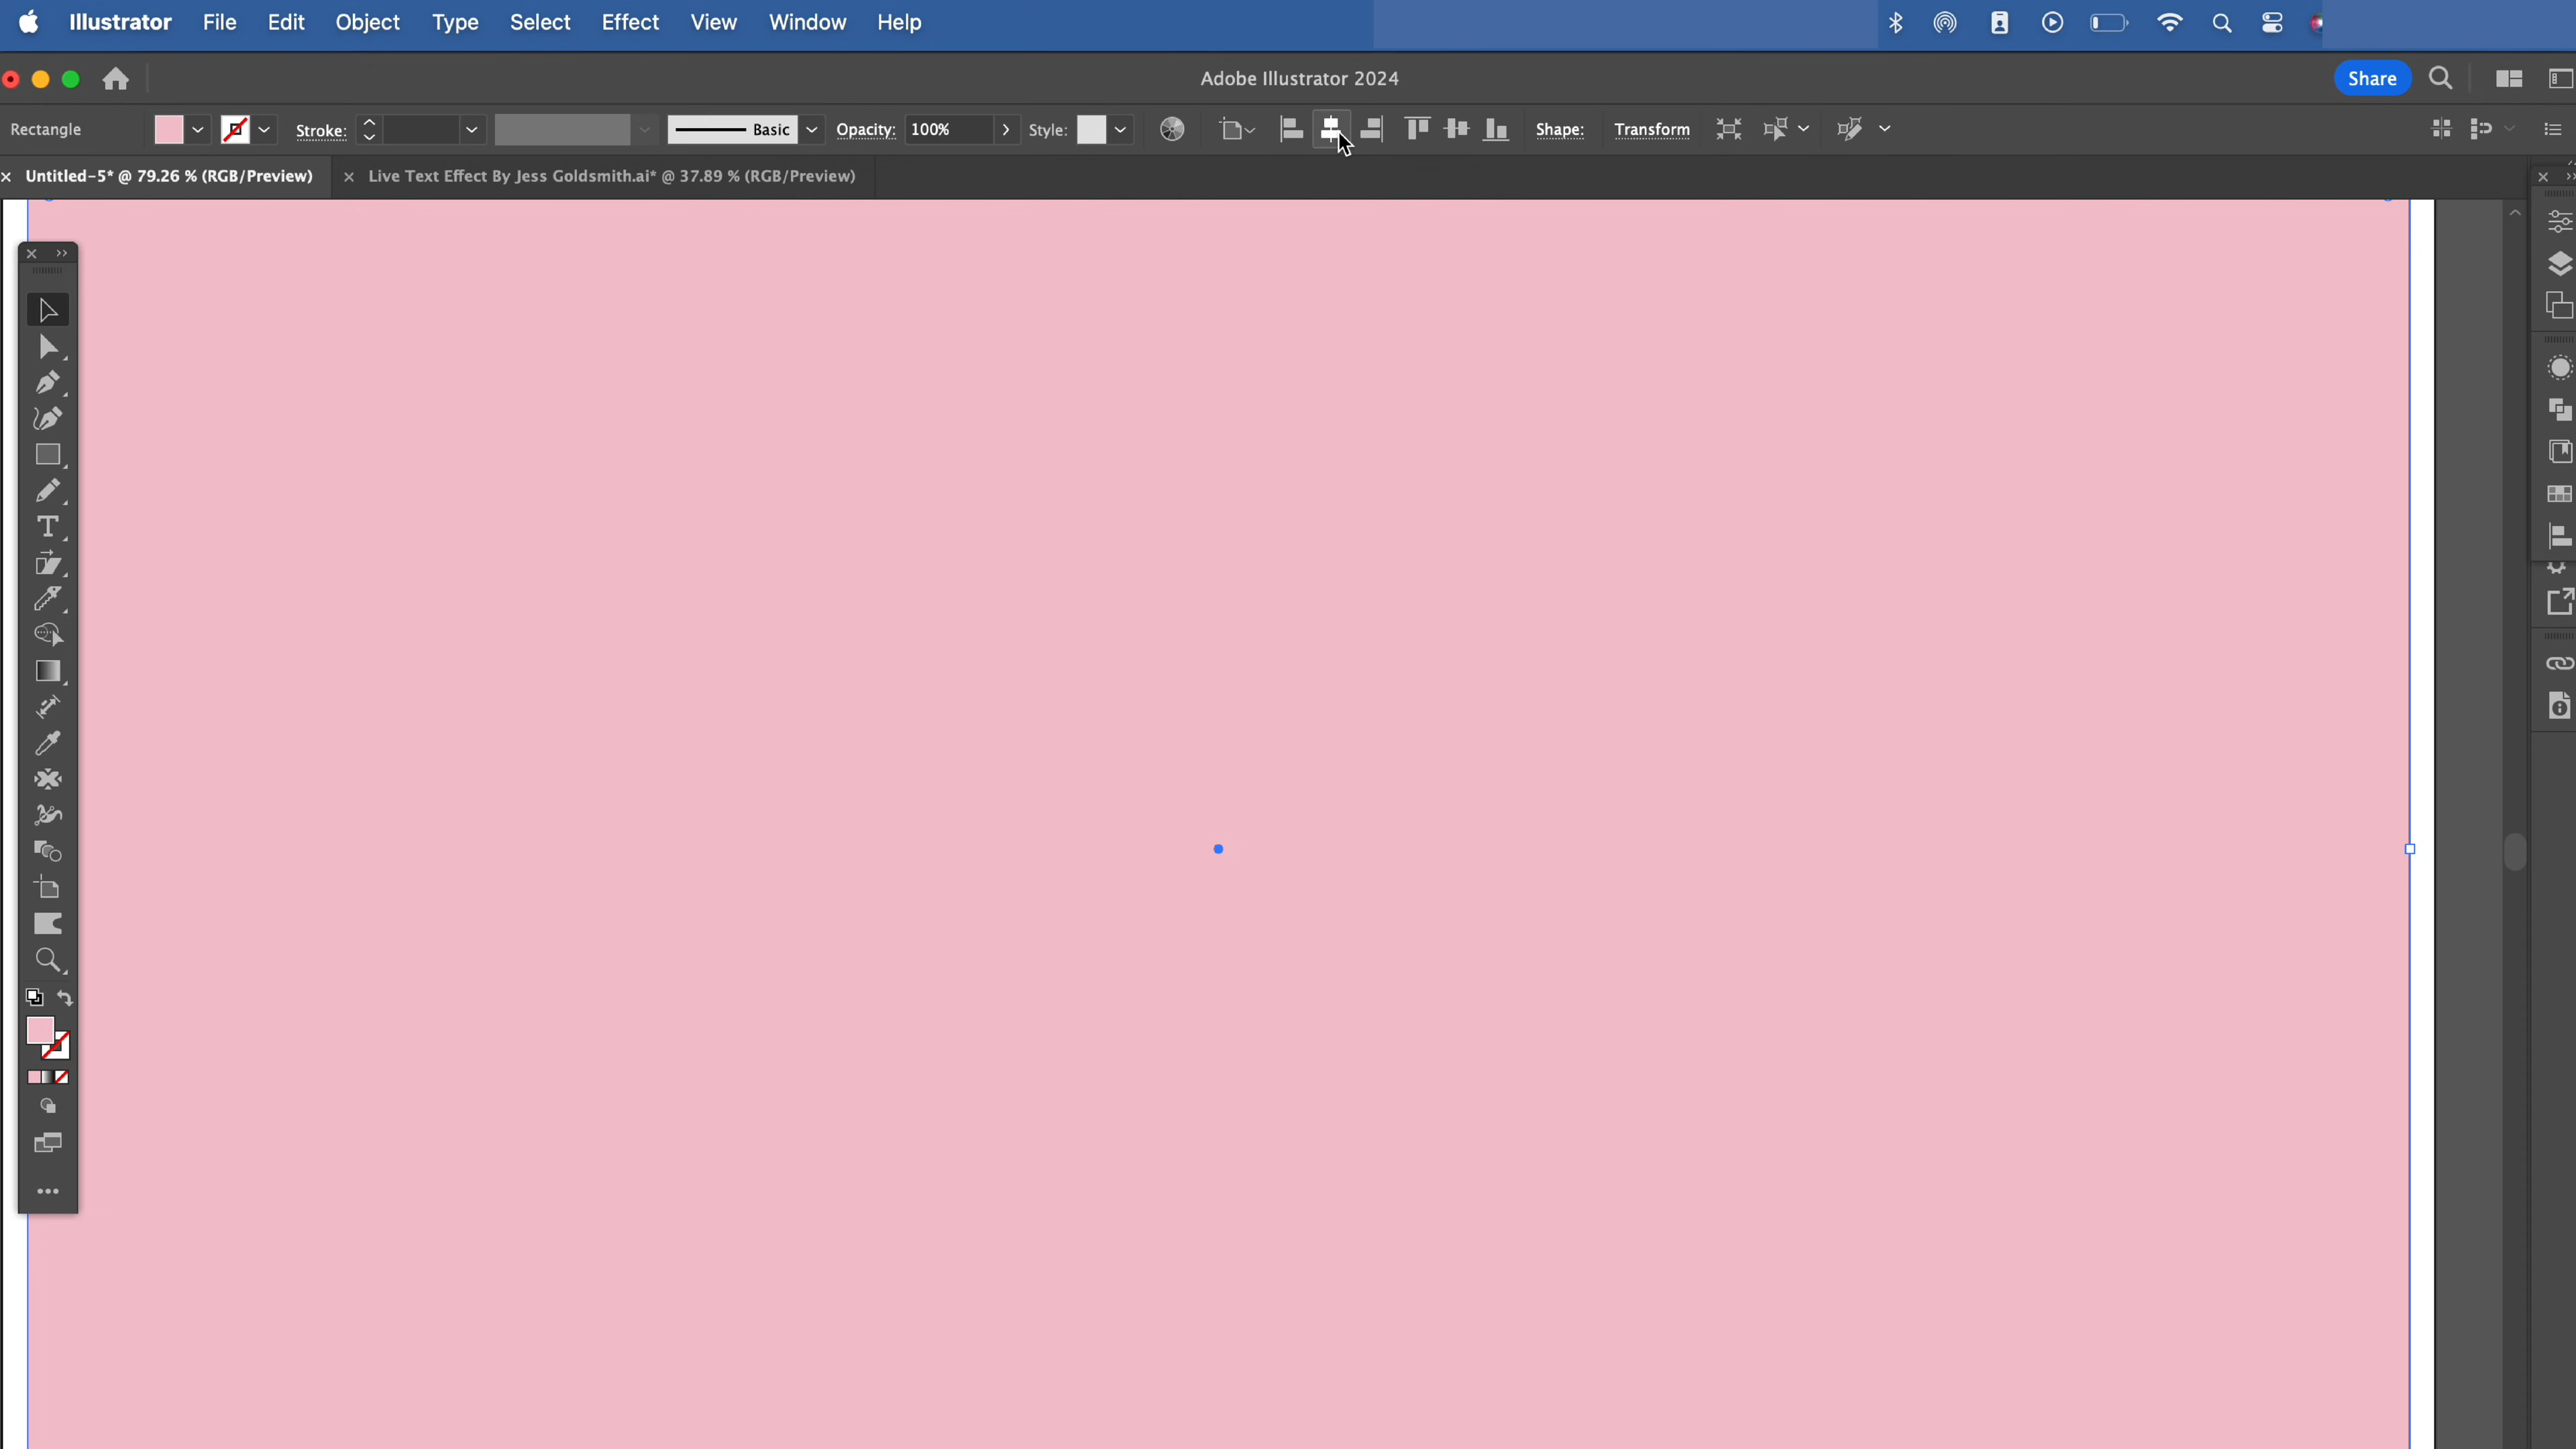 Illustrator File Edit Object Type Select Effect View Window Help
Adobe Illustrator 2024 Share
Rectangle Stroke: Basic Opacity: 100% Style: Shape: Transform
Untitled-5* @ 79.26 % (RGB/Preview) Live Text Effect By Jess Goldsmith.ai* @ 37.89 % (RGB/Preview)